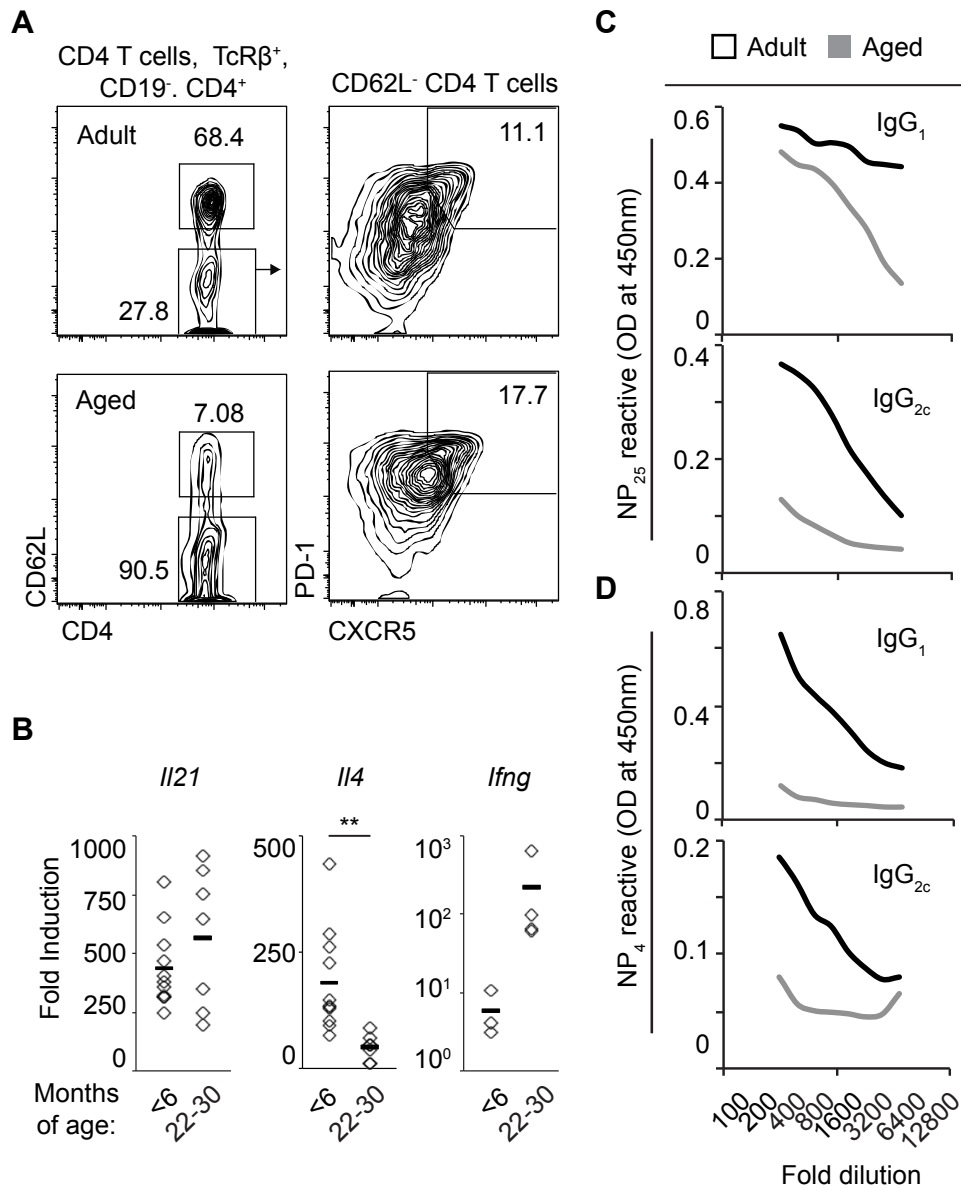 A
CD4 T cells, TcRβ⁺,
CD19⁻. CD4⁺
CD62L⁻ CD4 T cells
Adult
68.4
27.8
11.1
Aged
7.08
90.5
17.7
CD62L
CD4
PD-1
CXCR5
B
Il21
Il4
Ifng
**
Fold Induction
1000
750
500
250
0
500
250
0
10³
10²
10¹
10⁰
Months
of age:
<6
22-30
<6
22-30
<6
22-30
C
Adult
Aged
NP₂₅ reactive (OD at 450nm)
IgG₁
0.6
0.4
0.2
0
IgG₂c
0.4
0.2
0
D
NP₄ reactive (OD at 450nm)
IgG₁
0.8
0.4
0
IgG₂c
0.2
0.1
0
100
200
400
800
1600
3200
6400
12800
Fold dilution